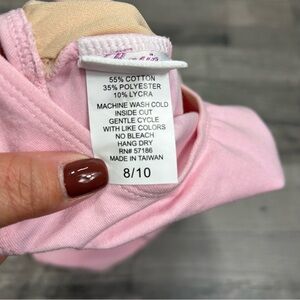 55% COTTON
35% POLYESTER
10% LYCRA
MACHINE WASH COLD
INSIDE OUT
GENTLE CYCLE
WITH LIKE COLORS
NO BLEACH
HANG DRY
RN# 57186
MADE IN TAIWAN
8/10